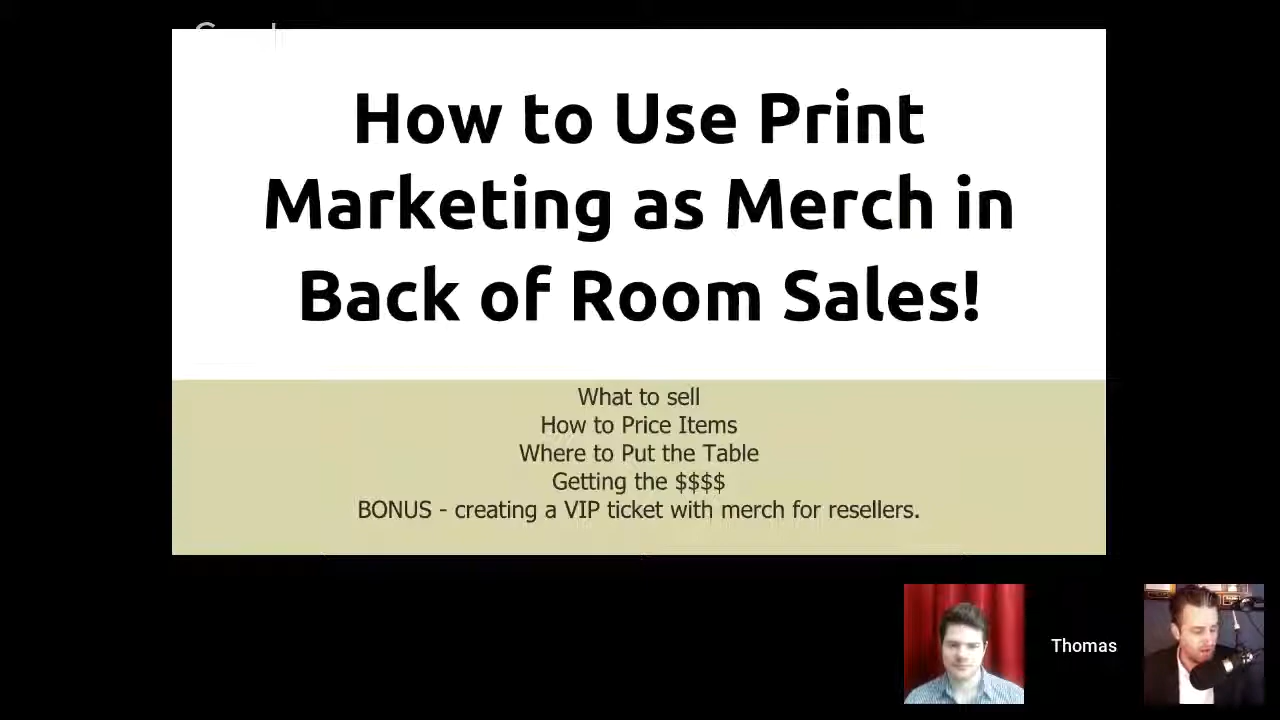 How to Use Print
Marketing as Merch in
Back of Room Sales!
What to sell
How to Price Items
Where to Put the Table
Getting the $$$$
BONUS - creating a VIP ticket with merch for resellers.
Thomas